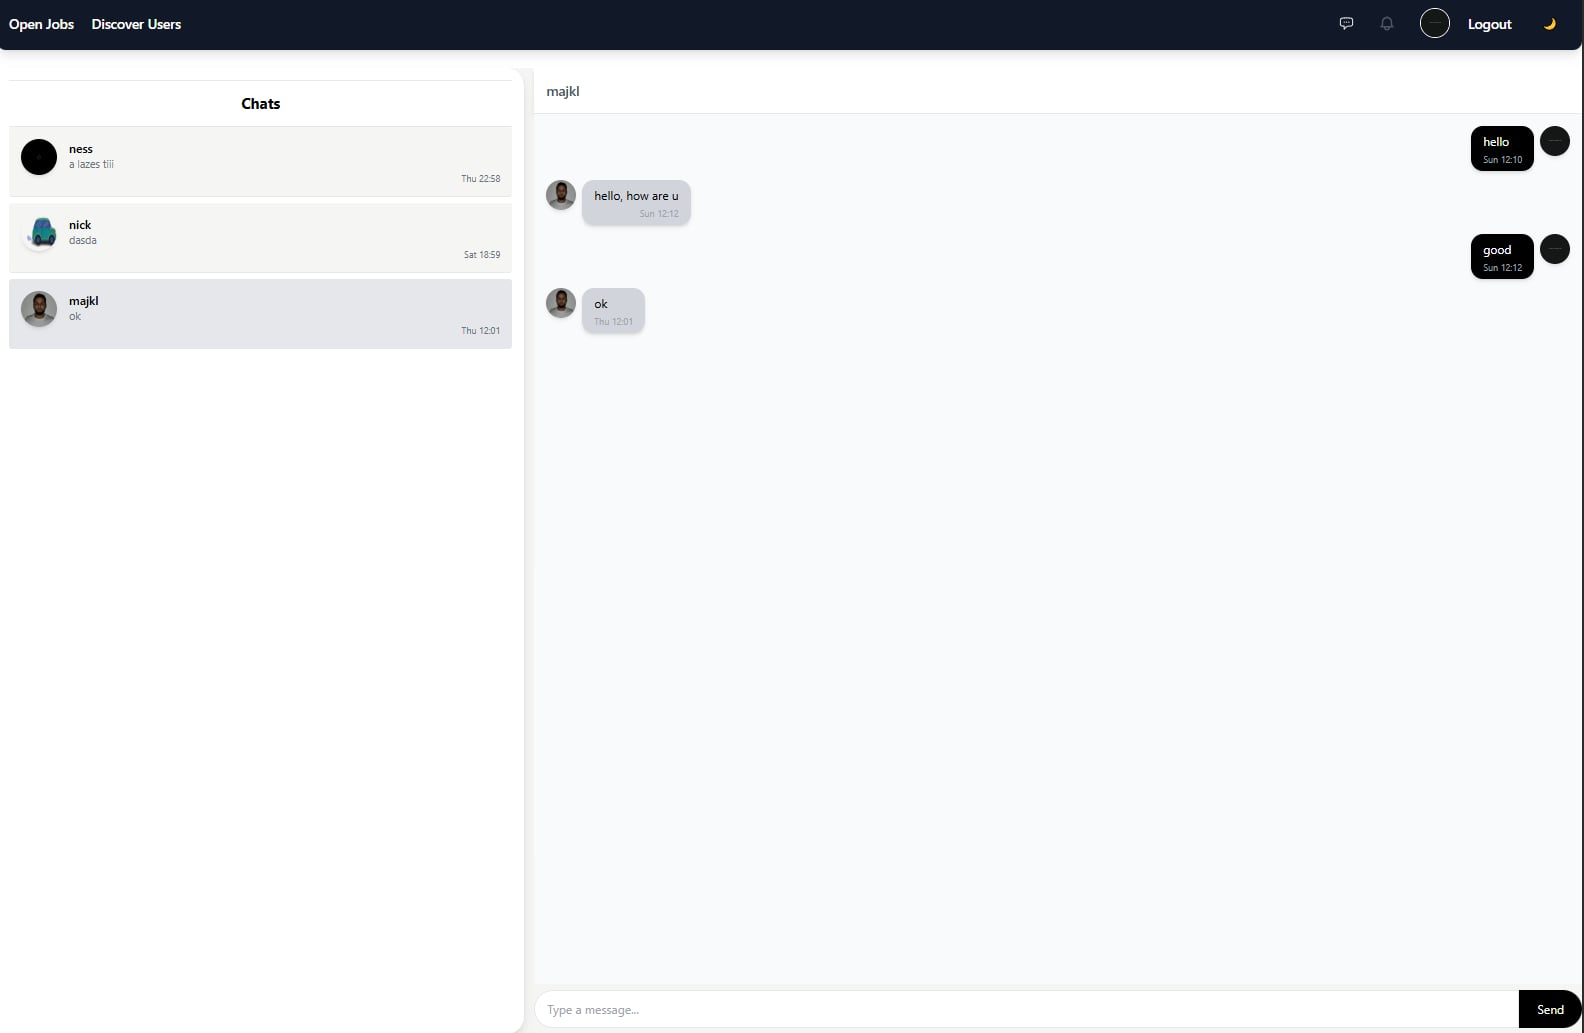 Open Jobs
Discover Users
Logout
Chats
ness
a lazes tiii
Thu 22:58
nick
dasda
Sat 18:59
majkl
ok
Thu 12:01
majkl
hello
Sun 12:10
hello, how are u
Sun 12:12
good
Sun 12:12
ok
Thu 12:01
Type a message...
Send